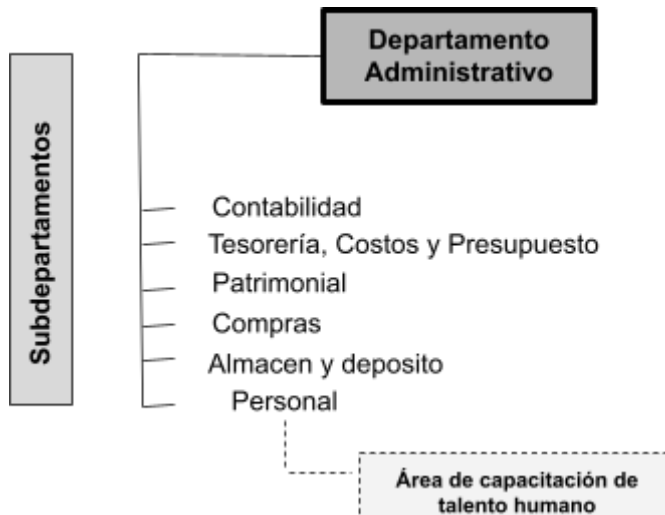 Departamento
Administrativo
Subdepartamentos
Contabilidad
Tesorería, Costos y Presupuesto
Patrimonial
Compras
Almacen y deposito
Personal
Área de capacitación de
talento humano